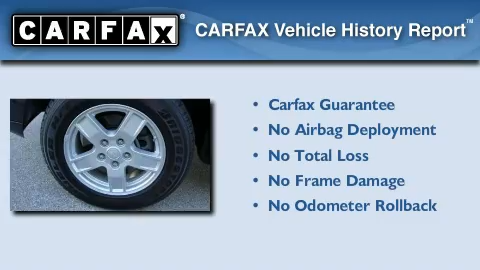 CARFAX® CARFAX Vehicle History Report™
• Carfax Guarantee
• No Airbag Deployment
• No Total Loss
• No Frame Damage
• No Odometer Rollback